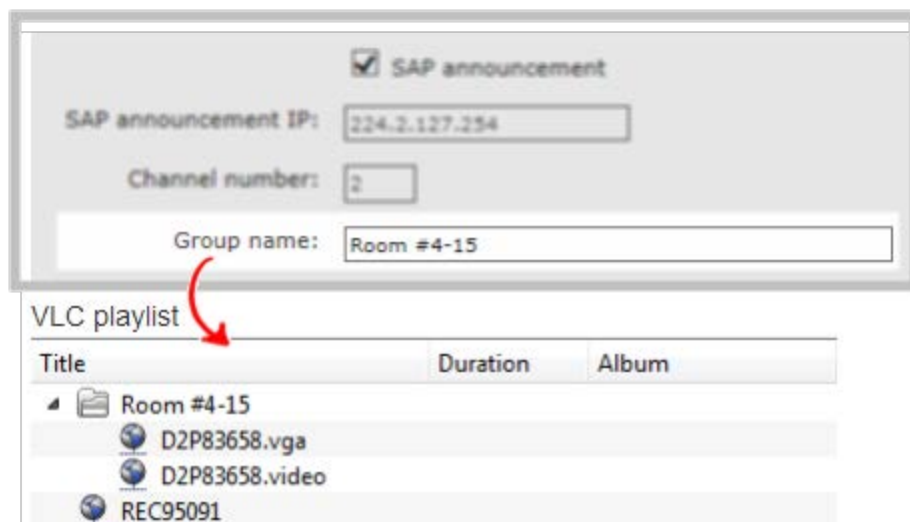 SAP announcement
SAP announcement IP: 224.2.127.254
Channel number: 2
Group name: Room #4-15
VLC playlist
Title Duration Album
Room #4-15
D2P83658.vga
D2P83658.video
REC95091